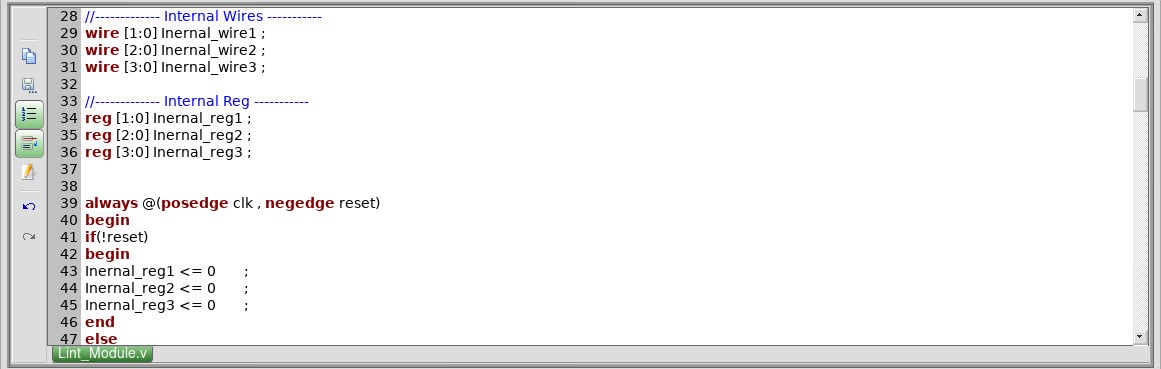 28 //------------- Internal Wires -----------
29 wire [1:0] Inernal_wire1 ;
30 wire [2:0] Inernal_wire2 ;
31 wire [3:0] Inernal_wire3 ;
32
33 //------------- Internal Reg -----------
34 reg [1:0] Inernal_reg1 ;
35 reg [2:0] Inernal_reg2 ;
36 reg [3:0] Inernal_reg3 ;
37
38
39 always @(posedge clk , negedge reset)
40 begin
41 if(!reset)
42 begin
43 Inernal_reg1 <= 0 ;
44 Inernal_reg2 <= 0 ;
45 Inernal_reg3 <= 0 ;
46 end
47 else
Lint_Module.v